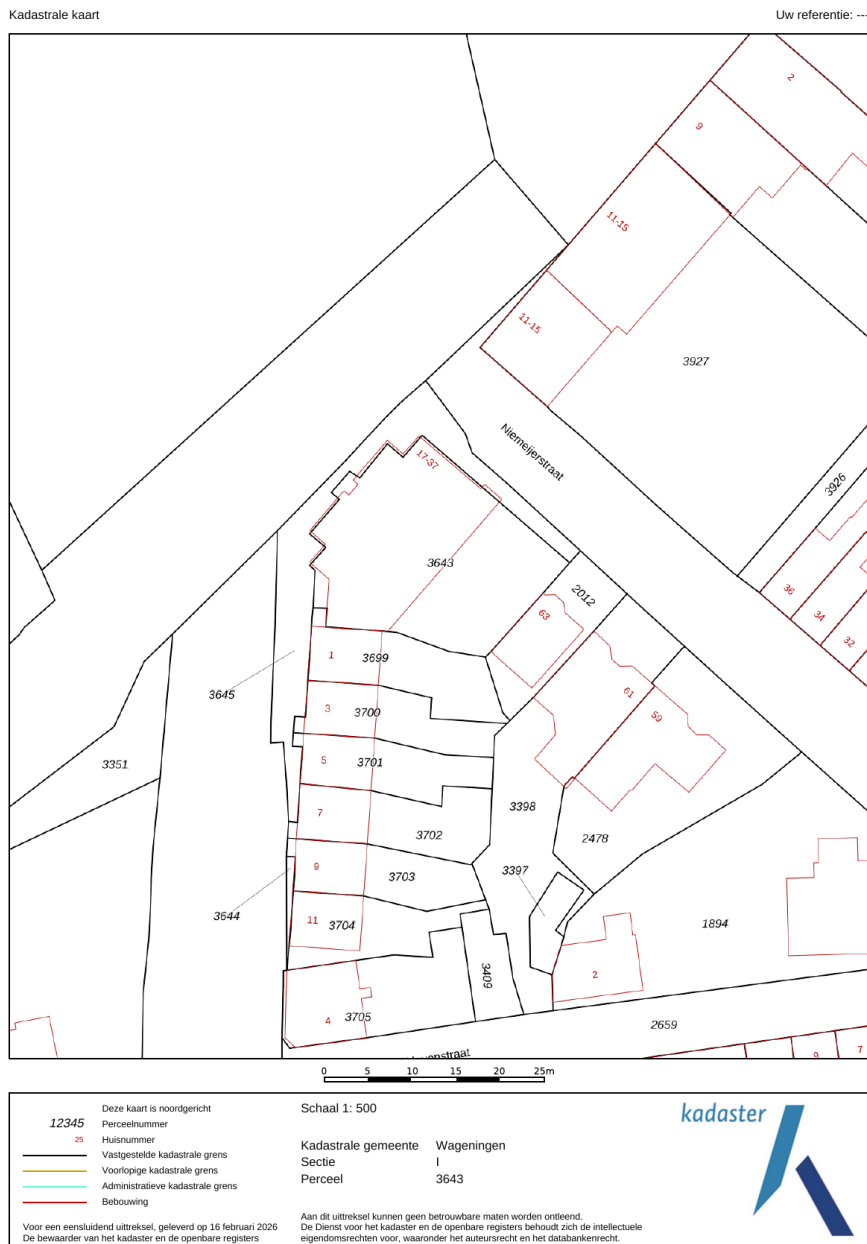 Kadastrale kaart
Uw referentie: ---
2
9
11-15
11-15
3927
Niemeijerstraat
17-37
3926
3643
2012
36
63
34
32
1
3699
3645
61
3
3700
59
5
3701
3351
7
3398
3702
2478
9
3703
3397
3644
11
3704
1894
3409
2
4
3705
2659
9
7
0 5 10 15 20 25m
Deze kaart is noordgericht
12345 Perceelnummer
25 Huisnummer
Vastgestelde kadastrale grens
Voorlopige kadastrale grens
Administratieve kadastrale grens
Bebouwing
Voor een eensluidend uittreksel, geleverd op 16 februari 2026
De bewaarder van het kadaster en de openbare registers
Schaal 1: 500
Kadastrale gemeente Wageningen
Sectie I
Perceel 3643
Aan dit uittreksel kunnen geen betrouwbare maten worden ontleend.
De Dienst voor het kadaster en de openbare registers behoudt zich de intellectuele
eigendomsrechten voor, waaronder het auteursrecht en het databankenrecht.
kadaster